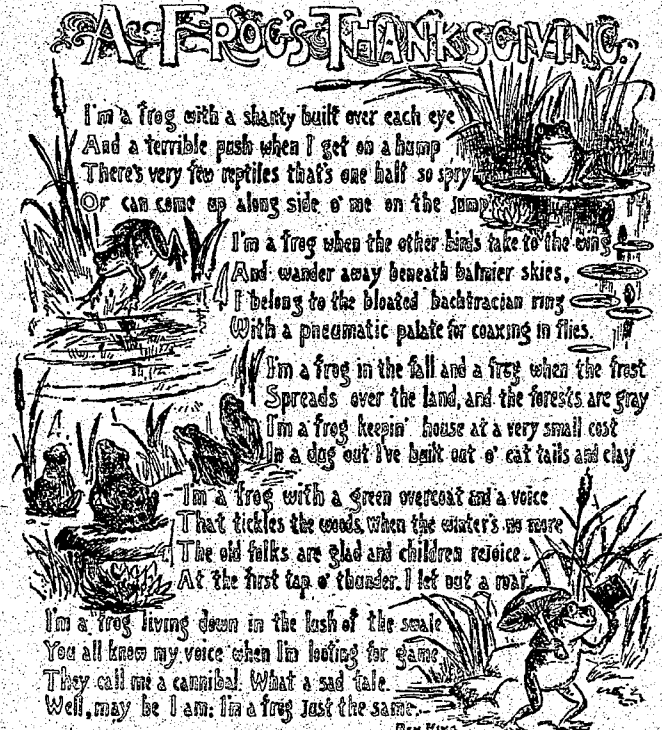 A FROG'S THANKSGIVING.
I'm a frog with a shanty built over each eye
And a terrible push when I get on a hump
There's very few reptiles that's one half so spry
Or can come up along side o' me on the jump
I'm a frog when the other birds take to the wing
And wander away beneath balmier skies.
I belong to the bloated bachtracian ring
With a pneumatic palate for coaxing in flies.
I'm a frog in the fall and a frog when the frost
Spreads over the land, and the forests are gray
I'm a frog keepin' house at a very small cost
In a dug out I've built out o' cat tails and clay
I'm a frog with a green overcoat and a voice
That tickles the woods, when the winter's no more
The old folks are glad and children rejoice.
At the first tap o' thunder. I let out a roar
I'm a frog living down in the lush of the swale
You all know my voice when I'm looting for game
They call me a cannibal. What a sad tale.
Well, may be I am; I'm a frog just the same.